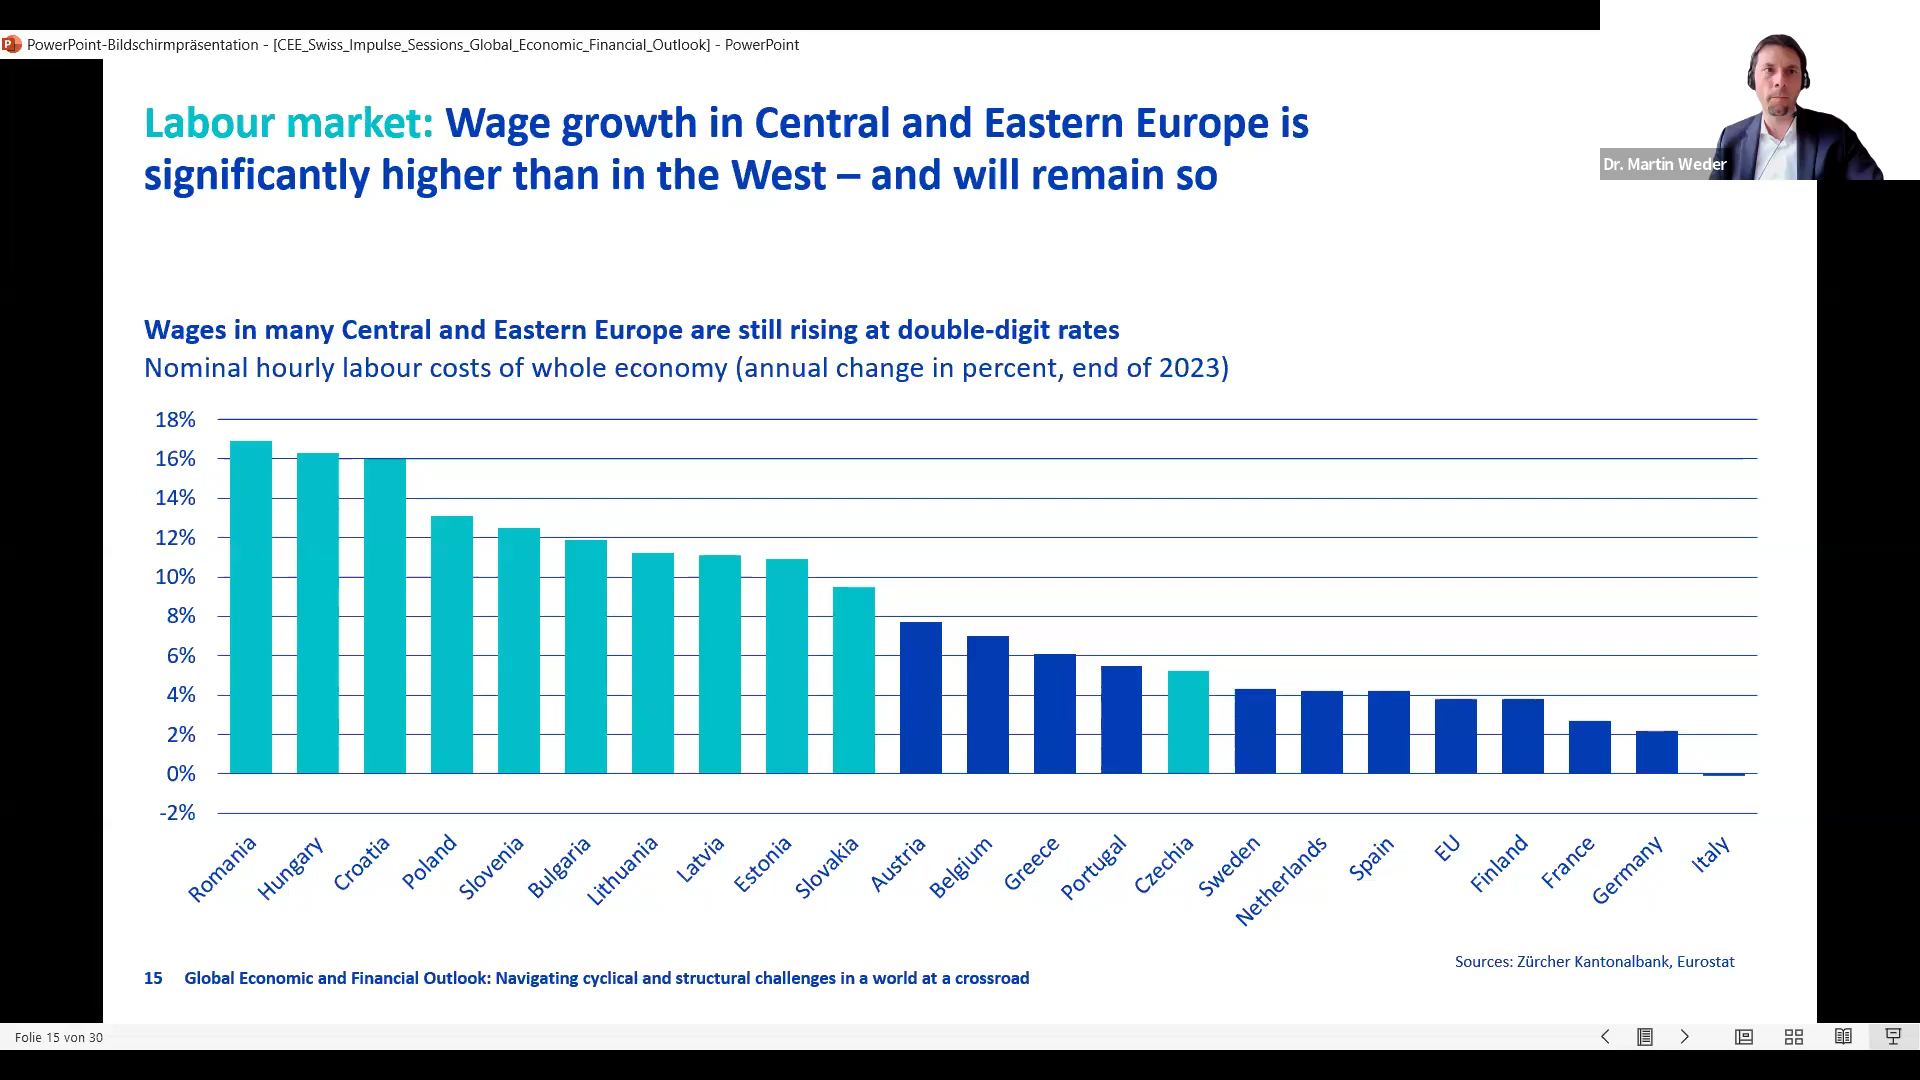 PowerPoint-Bildschirmpräsentation - [CEE_Swiss_Impulse_Sessions_Global_Economic_Financial_Outlook] - PowerPoint
Dr. Martin Weder
Labour market: Wage growth in Central and Eastern Europe is
significantly higher than in the West – and will remain so
Wages in many Central and Eastern Europe are still rising at double-digit rates
Nominal hourly labour costs of whole economy (annual change in percent, end of 2023)
18%
16%
14%
12%
10%
8%
6%
4%
2%
0%
-2%
Romania
Hungary
Croatia
Poland
Slovenia
Bulgaria
Lithuania
Latvia
Estonia
Slovakia
Austria
Belgium
Greece
Portugal
Czechia
Sweden
Netherlands
Spain
EU
Finland
France
Germany
Italy
Sources: Zürcher Kantonalbank, Eurostat
15 Global Economic and Financial Outlook: Navigating cyclical and structural challenges in a world at a crossroad
Folie 15 von 30